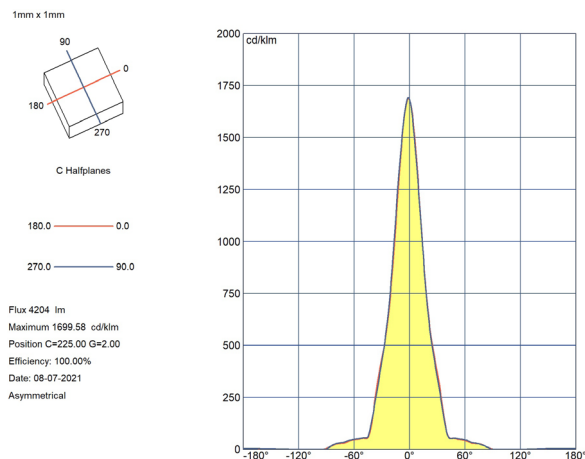 1mm x 1mm
90
0
180
270
C Halfplanes
180.0 0.0
270.0 90.0
Flux 4204 lm
Maximum 1699.58 cd/klm
Position C=225.00 G=2.00
Efficiency: 100.00%
Date: 08-07-2021
Asymmetrical
cd/klm
2000
1750
1500
1250
1000
750
500
250
0
-180° -120° -60° 0° 60° 120° 180°